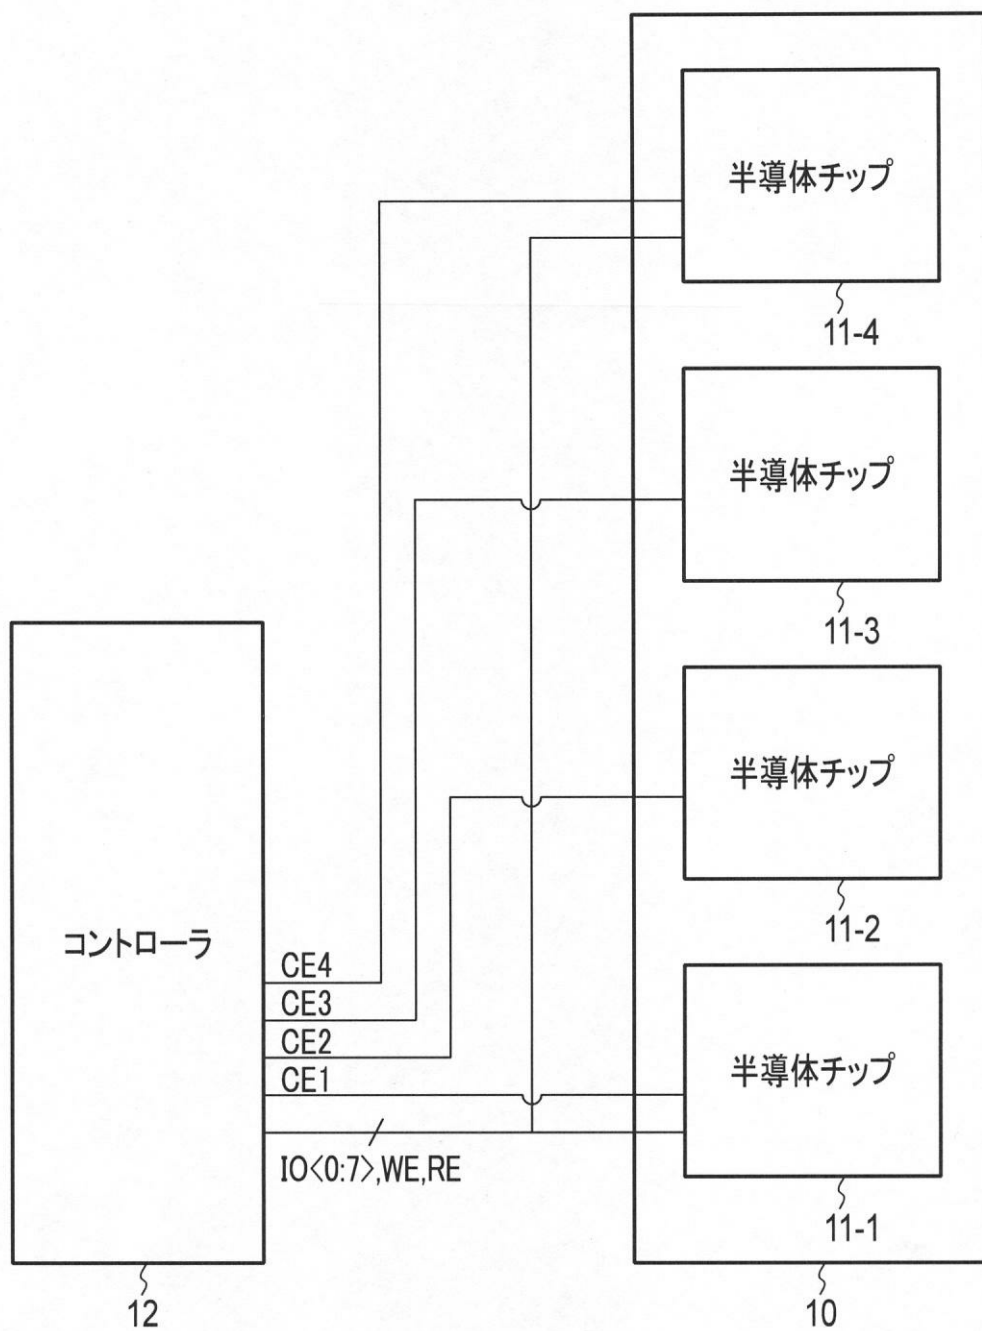 半導体チップ
11-4
半導体チップ
11-3
半導体チップ
11-2
半導体チップ
11-1
10
コントローラ
CE4
CE3
CE2
CE1
IO<0:7>,WE,RE
12